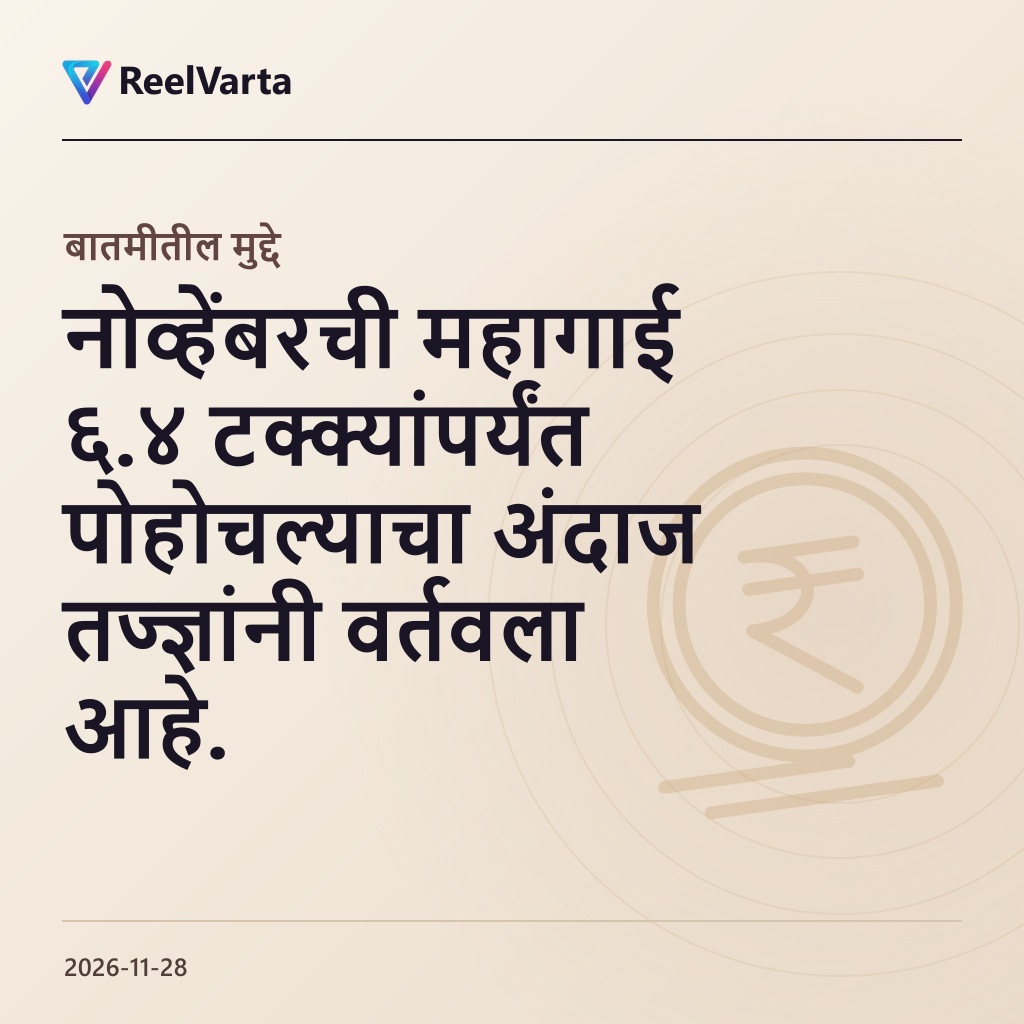 ReelVarta
बातमीतील मुद्दे
नोव्हेंबरची महागाई
६.४ टक्क्यांपर्यंत
पोहोचल्याचा अंदाज
तज्ज्ञांनी वर्तवला
आहे.
₹
2026-11-28